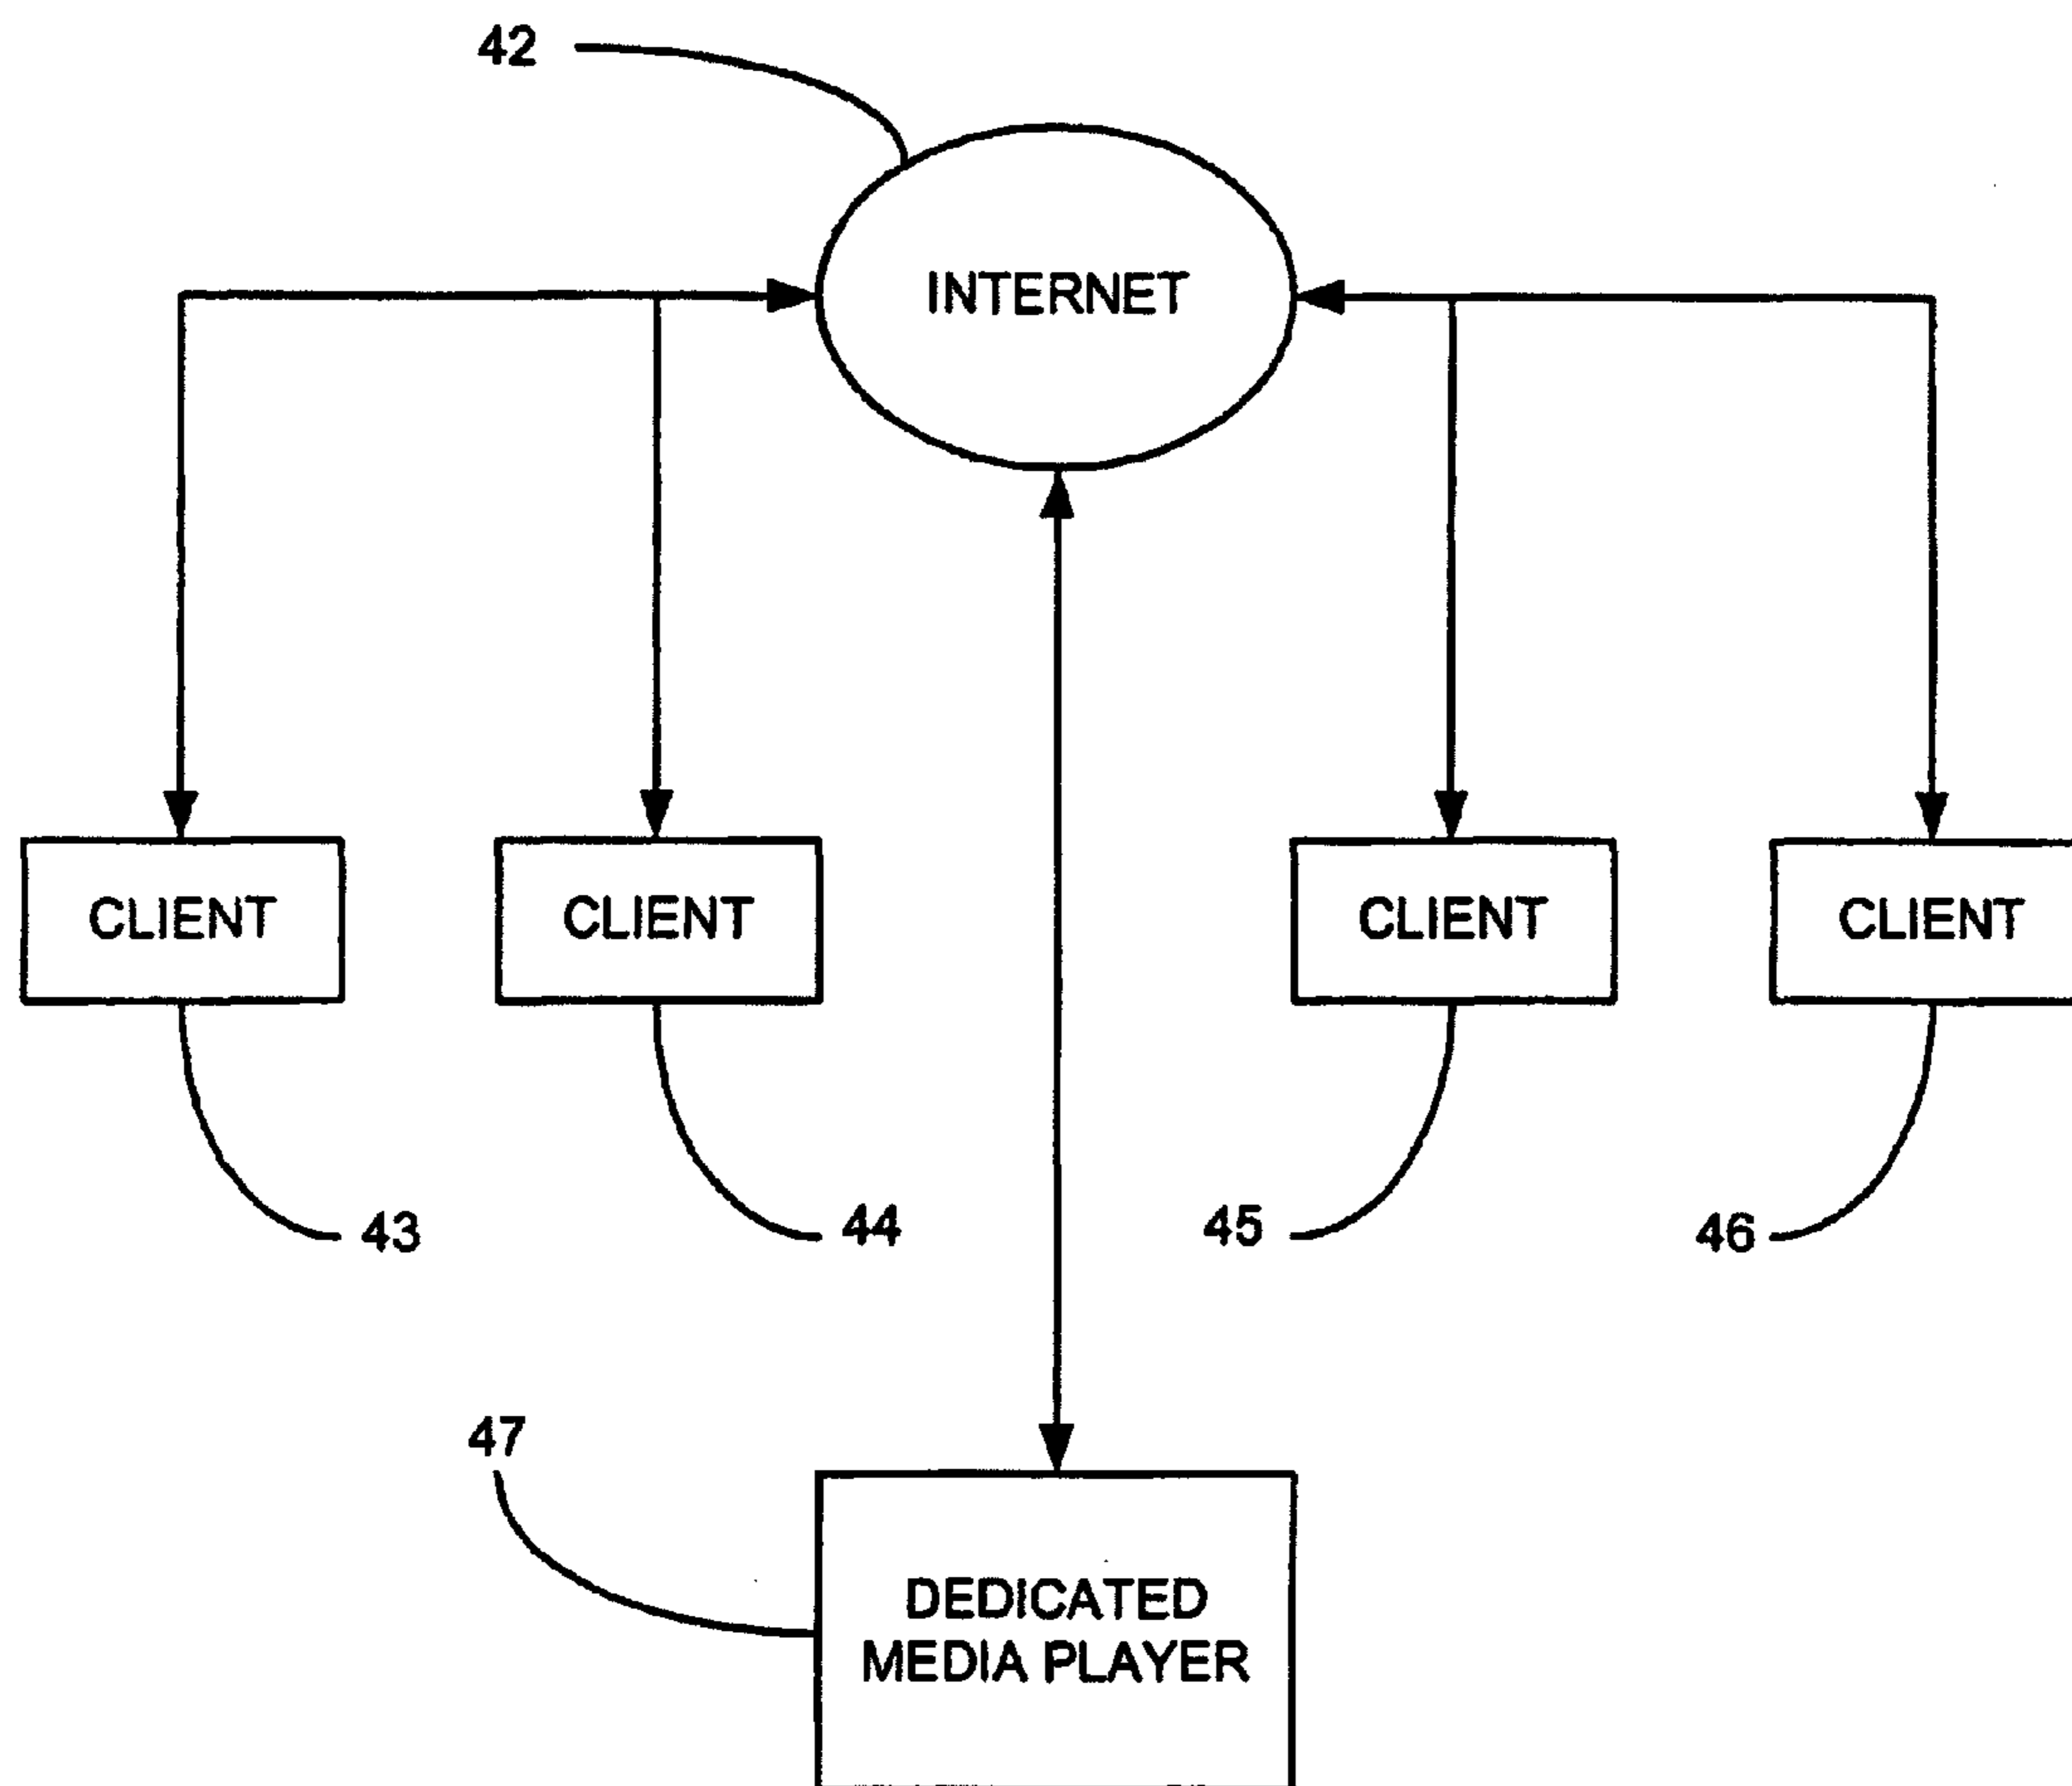 42
INTERNET
CLIENT
CLIENT
CLIENT
CLIENT
43
44
45
46
47
DEDICATED
MEDIA PLAYER